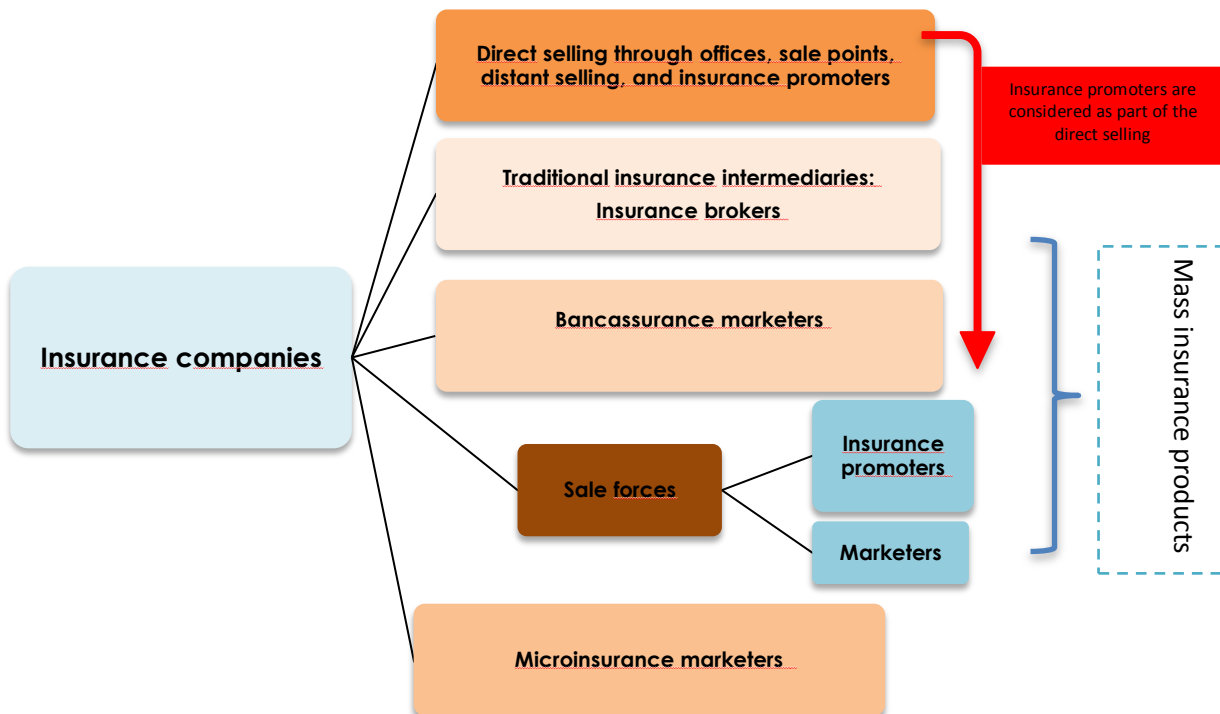 Direct selling through offices, sale points,
distant selling, and insurance promoters
Insurance promoters are
considered as part of the
direct selling
Traditional insurance intermediaries:
Insurance brokers
Bancassurance marketers
Insurance companies
Mass insurance products
Insurance
promoters
Sale forces
Marketers
Microinsurance marketers